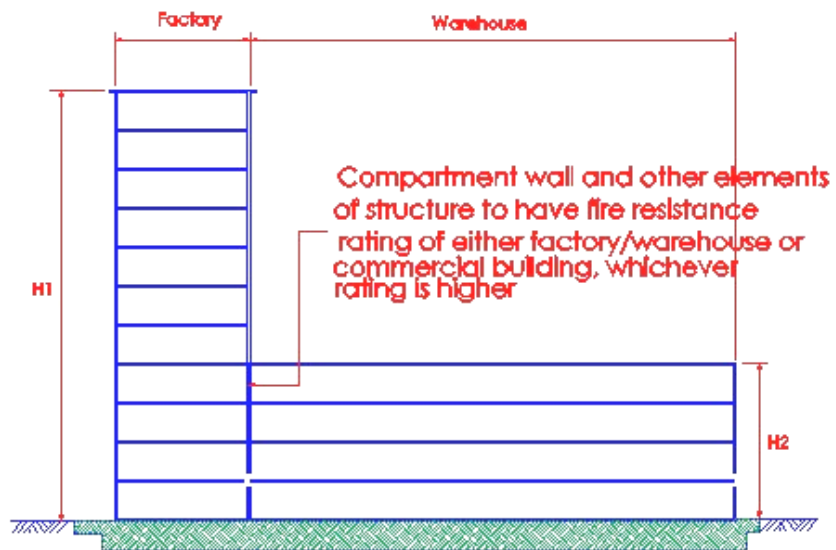 Factory
Warehouse
Compartment wall and other elements
of structure to have fire resistance
rating of either factory/warehouse or
commercial building, whichever
rating is higher
H1
H2